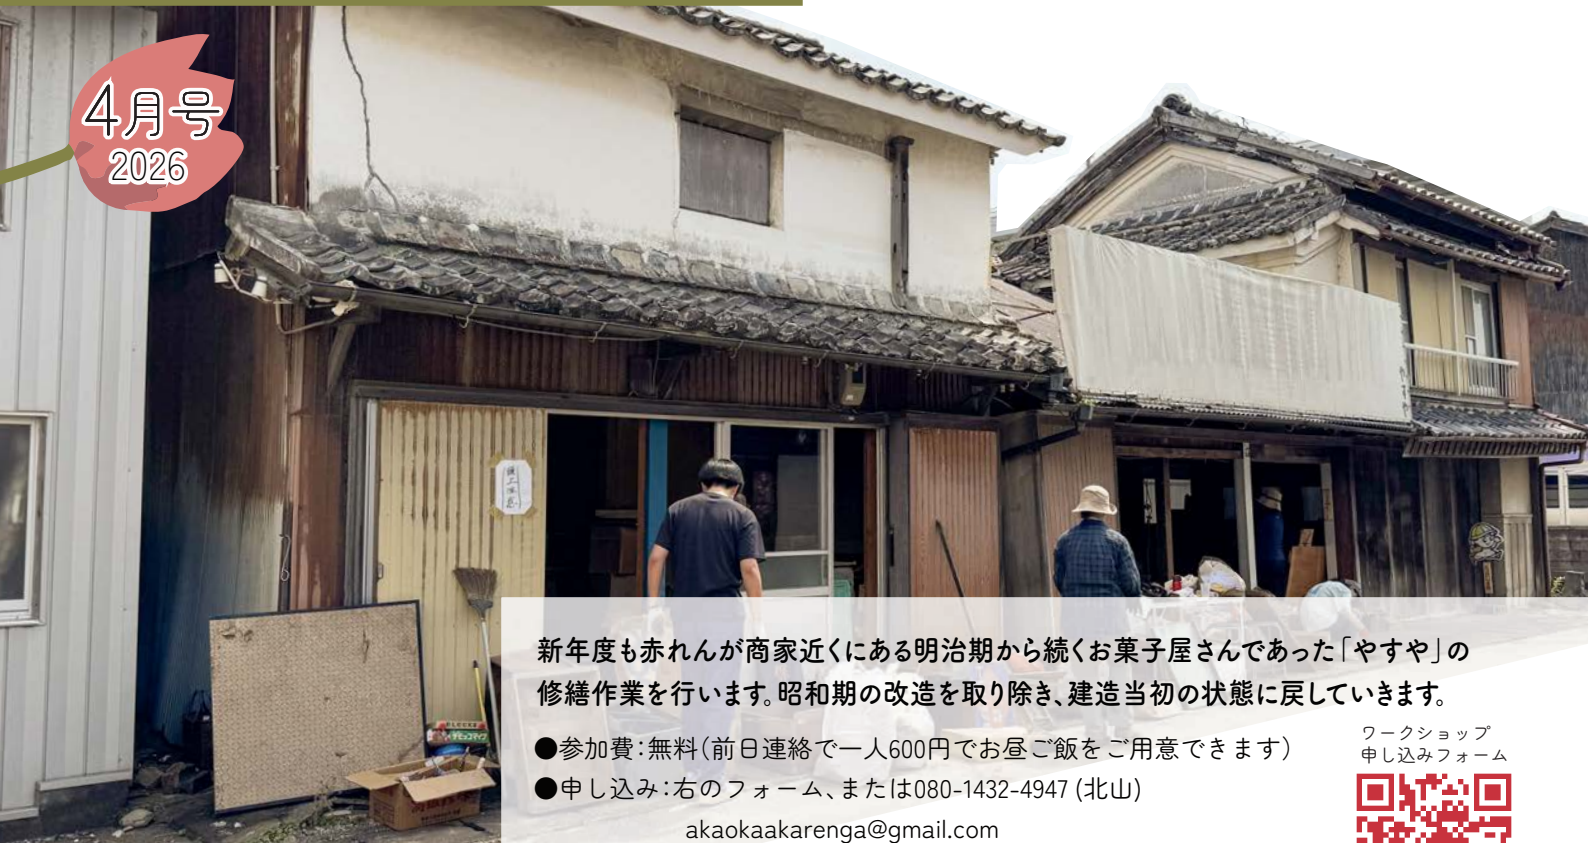 4月号
2026
新年度も赤れんが商家近くにある明治期から続くお菓子屋さんであった「やすや」の
修繕作業を行います。昭和期の改造を取り除き、建造当初の状態に戻していきます。
●参加費：無料（前日連絡で一人600円でお昼ご飯をご用意できます）
●申し込み：右のフォーム、または080-1432-4947 (北山)
akaokaakarenga@gmail.com
ワークショップ
申し込みフォーム